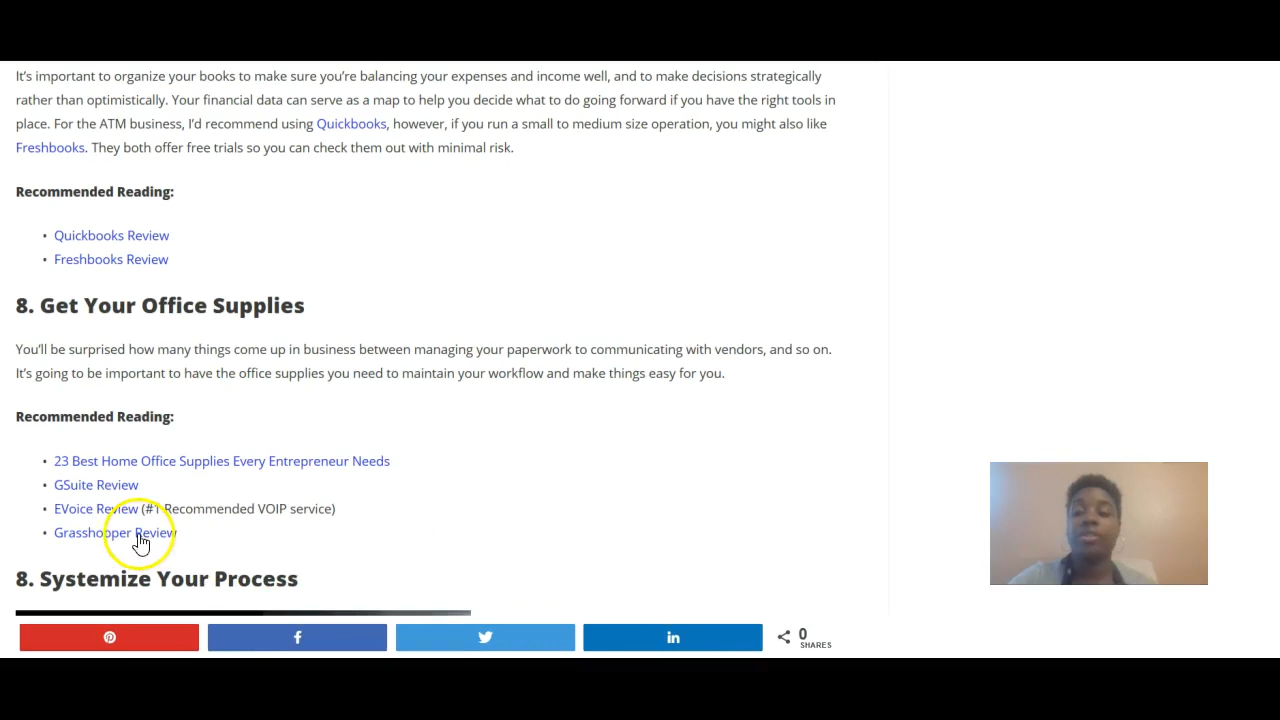 It's important to organize your books to make sure you're balancing your expenses and income well, and to make decisions strategically
rather than optimistically. Your financial data can serve as a map to help you decide what to do going forward if you have the right tools in
place. For the ATM business, I'd recommend using Quickbooks, however, if you run a small to medium size operation, you might also like
Freshbooks. They both offer free trials so you can check them out with minimal risk.
Recommended Reading:
• Quickbooks Review
• Freshbooks Review
8. Get Your Office Supplies
You'll be surprised how many things come up in business between managing your paperwork to communicating with vendors, and so on.
It's going to be important to have the office supplies you need to maintain your workflow and make things easy for you.
Recommended Reading:
• 23 Best Home Office Supplies Every Entrepreneur Needs
• GSuite Review
• EVoice Review (#1 Recommended VOIP service)
• Grasshopper Review
8. Systemize Your Process
0
SHARES